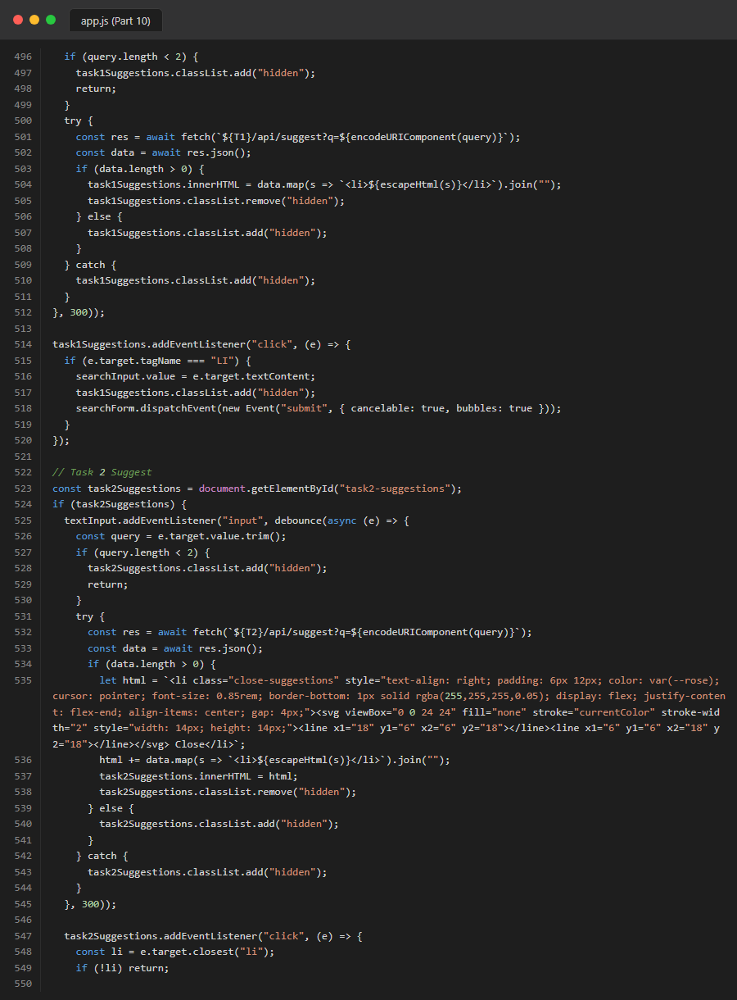 app.js (Part 10)
496   if (query.length < 2) {
497     task1Suggestions.classList.add("hidden");
498     return;
499   }
500   try {
501     const res = await fetch(`${T1}/api/suggest?q=${encodeURIComponent(query)}`);
502     const data = await res.json();
503     if (data.length > 0) {
504       task1Suggestions.innerHTML = data.map(s => `<li>${escapeHtml(s)}</li>`).join("");
505       task1Suggestions.classList.remove("hidden");
506     } else {
507       task1Suggestions.classList.add("hidden");
508     }
509   } catch {
510     task1Suggestions.classList.add("hidden");
511   }
512 }, 300));
513
514 task1Suggestions.addEventListener("click", (e) => {
515   if (e.target.tagName === "LI") {
516     searchInput.value = e.target.textContent;
517     task1Suggestions.classList.add("hidden");
518     searchForm.dispatchEvent(new Event("submit", { cancelable: true, bubbles: true }));
519   }
520 });
521
522 // Task 2 Suggest
523 const task2Suggestions = document.getElementById("task2-suggestions");
524 if (task2Suggestions) {
525   textInput.addEventListener("input", debounce(async (e) => {
526     const query = e.target.value.trim();
527     if (query.length < 2) {
528       task2Suggestions.classList.add("hidden");
529       return;
530     }
531     try {
532       const res = await fetch(`${T2}/api/suggest?q=${encodeURIComponent(query)}`);
533       const data = await res.json();
534       if (data.length > 0) {
535         let html = `<li class="close-suggestions" style="text-align: right; padding: 6px 12px; color: var(--rose);
cursor: pointer; font-size: 0.85rem; border-bottom: 1px solid rgba(255,255,255,0.05); display: flex; justify-conten
t: flex-end; align-items: center; gap: 4px;"><svg viewBox="0 0 24 24" fill="none" stroke="currentColor" stroke-wid
th="2" style="width: 14px; height: 14px;"><line x1="18" y1="6" x2="6" y2="18"></line><line x1="6" y1="6" x2="18" y
2="18"></line></svg> Close</li>`;
536         html += data.map(s => `<li>${escapeHtml(s)}</li>`).join("");
537         task2Suggestions.innerHTML = html;
538         task2Suggestions.classList.remove("hidden");
539       } else {
540         task2Suggestions.classList.add("hidden");
541       }
542     } catch {
543       task2Suggestions.classList.add("hidden");
544     }
545   }, 300));
546
547   task2Suggestions.addEventListener("click", (e) => {
548     const li = e.target.closest("li");
549     if (!li) return;
550